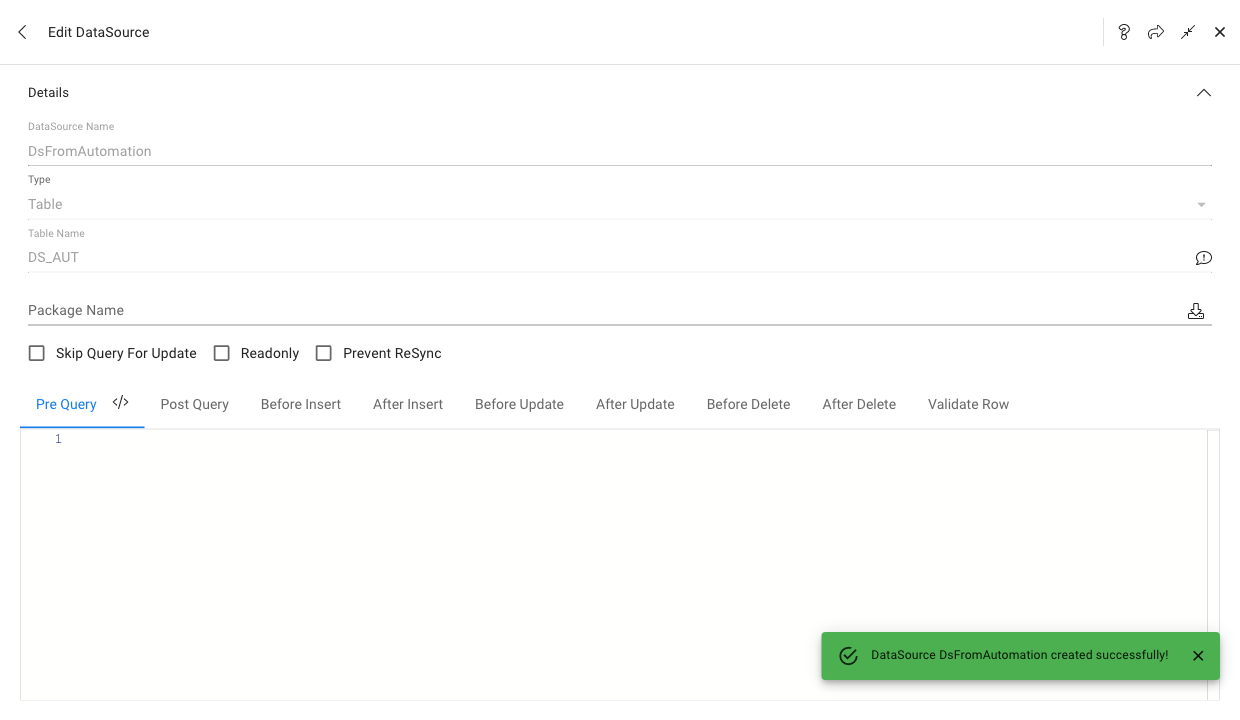 Edit DataSource
Details
DataSource Name
DsFromAutomation
Type
Table
Table Name
DS_AUT
Package Name
Skip Query For Update Readonly Prevent ReSync
Pre Query </> Post Query Before Insert After Insert Before Update After Update Before Delete After Delete Validate Row
1
DataSource DsFromAutomation created successfully!